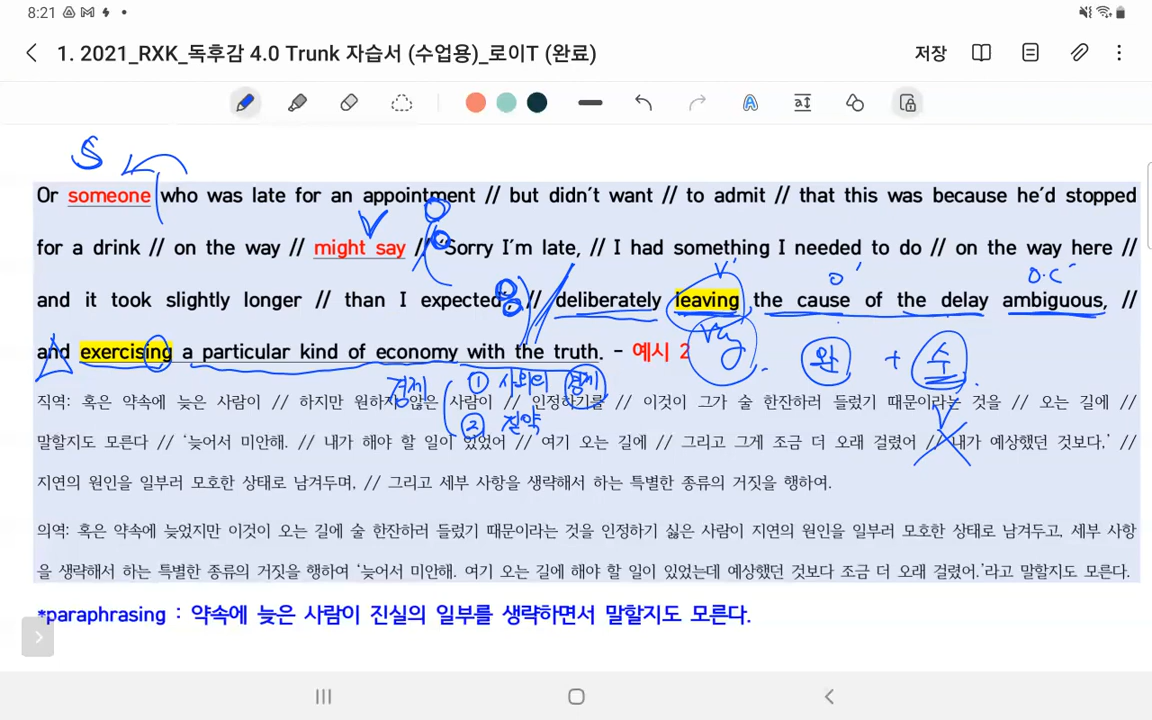 8:21
1. 2021_RXK_독후감 4.0 Trunk 자습서 (수업용)_로이T (완료)
저장
S
Or someone who was late for an appointment // but didn't want // to admit // that this was because he'd stopped
V
for a drink // on the way // might say // 'Sorry I'm late, // I had something I needed to do // on the way here //
V' O' O.C'
and it took slightly longer // than I expected,' // deliberately leaving the cause of the delay ambiguous, //
and exercising a particular kind of economy with the truth. - 예시 2
Ving. 완 + 수
경제 ① 사회의 경제
② 절약
직역: 혹은 약속에 늦은 사람이 // 하지만 원하지 않은 사람이 // 인정하기를 // 이것이 그가 술 한잔하러 들렀기 때문이라는 것을 // 오는 길에 //
말할지도 모른다 // '늦어서 미안해. // 내가 해야 할 일이 있었어 // 여기 오는 길에 // 그리고 그게 조금 더 오래 걸렸어 // 내가 예상했던 것보다,' //
지연의 원인을 일부러 모호한 상태로 남겨두며, // 그리고 세부 사항을 생략해서 하는 특별한 종류의 거짓을 행하여.
의역: 혹은 약속에 늦었지만 이것이 오는 길에 술 한잔하러 들렀기 때문이라는 것을 인정하기 싫은 사람이 지연의 원인을 일부러 모호한 상태로 남겨두고, 세부 사항
을 생략해서 하는 특별한 종류의 거짓을 행하여 '늦어서 미안해. 여기 오는 길에 해야 할 일이 있었는데 예상했던 것보다 조금 더 오래 걸렸어.'라고 말할지도 모른다.
*paraphrasing : 약속에 늦은 사람이 진실의 일부를 생략하면서 말할지도 모른다.